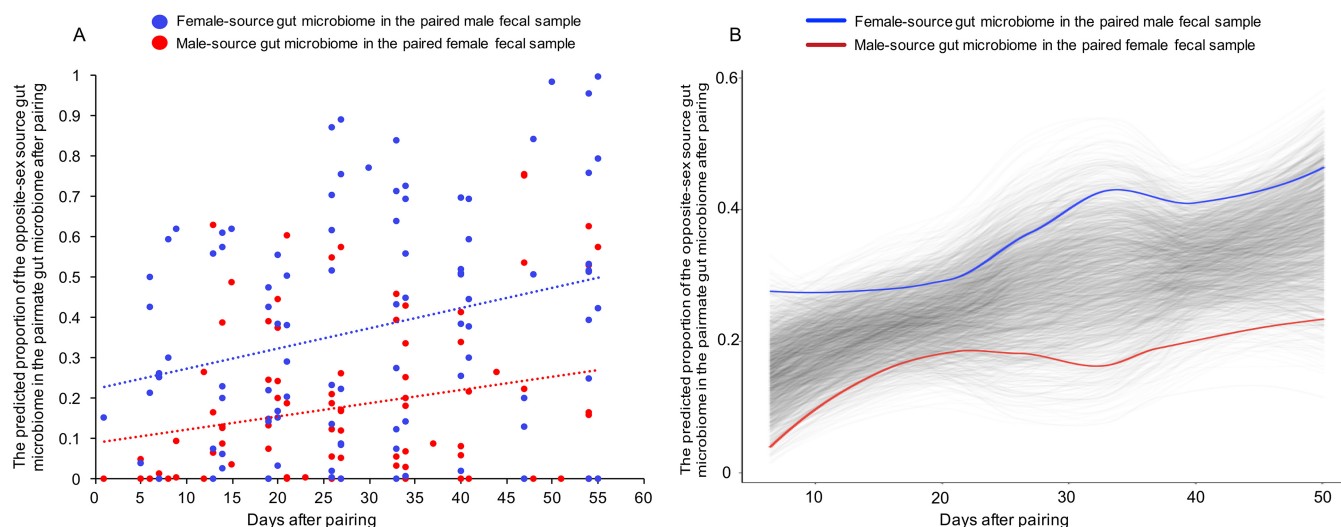 A
Female-source gut microbiome in the paired male fecal sample
Male-source gut microbiome in the paired female fecal sample
The predicted proportion of the opposite-sex source gut
microbiome in the pairmate gut microbiome after pairing
1
0.9
0.8
0.7
0.6
0.5
0.4
0.3
0.2
0.1
0
0 5 10 15 20 25 30 35 40 45 50 55 60
Days after pairing
B
Female-source gut microbiome in the paired male fecal sample
Male-source gut microbiome in the paired female fecal sample
The predicted proportion of the opposite-sex source gut
microbiome in the pairmate gut microbiome after pairing
0.6
0.4
0.2
0
10 20 30 40 50
Days after pairing